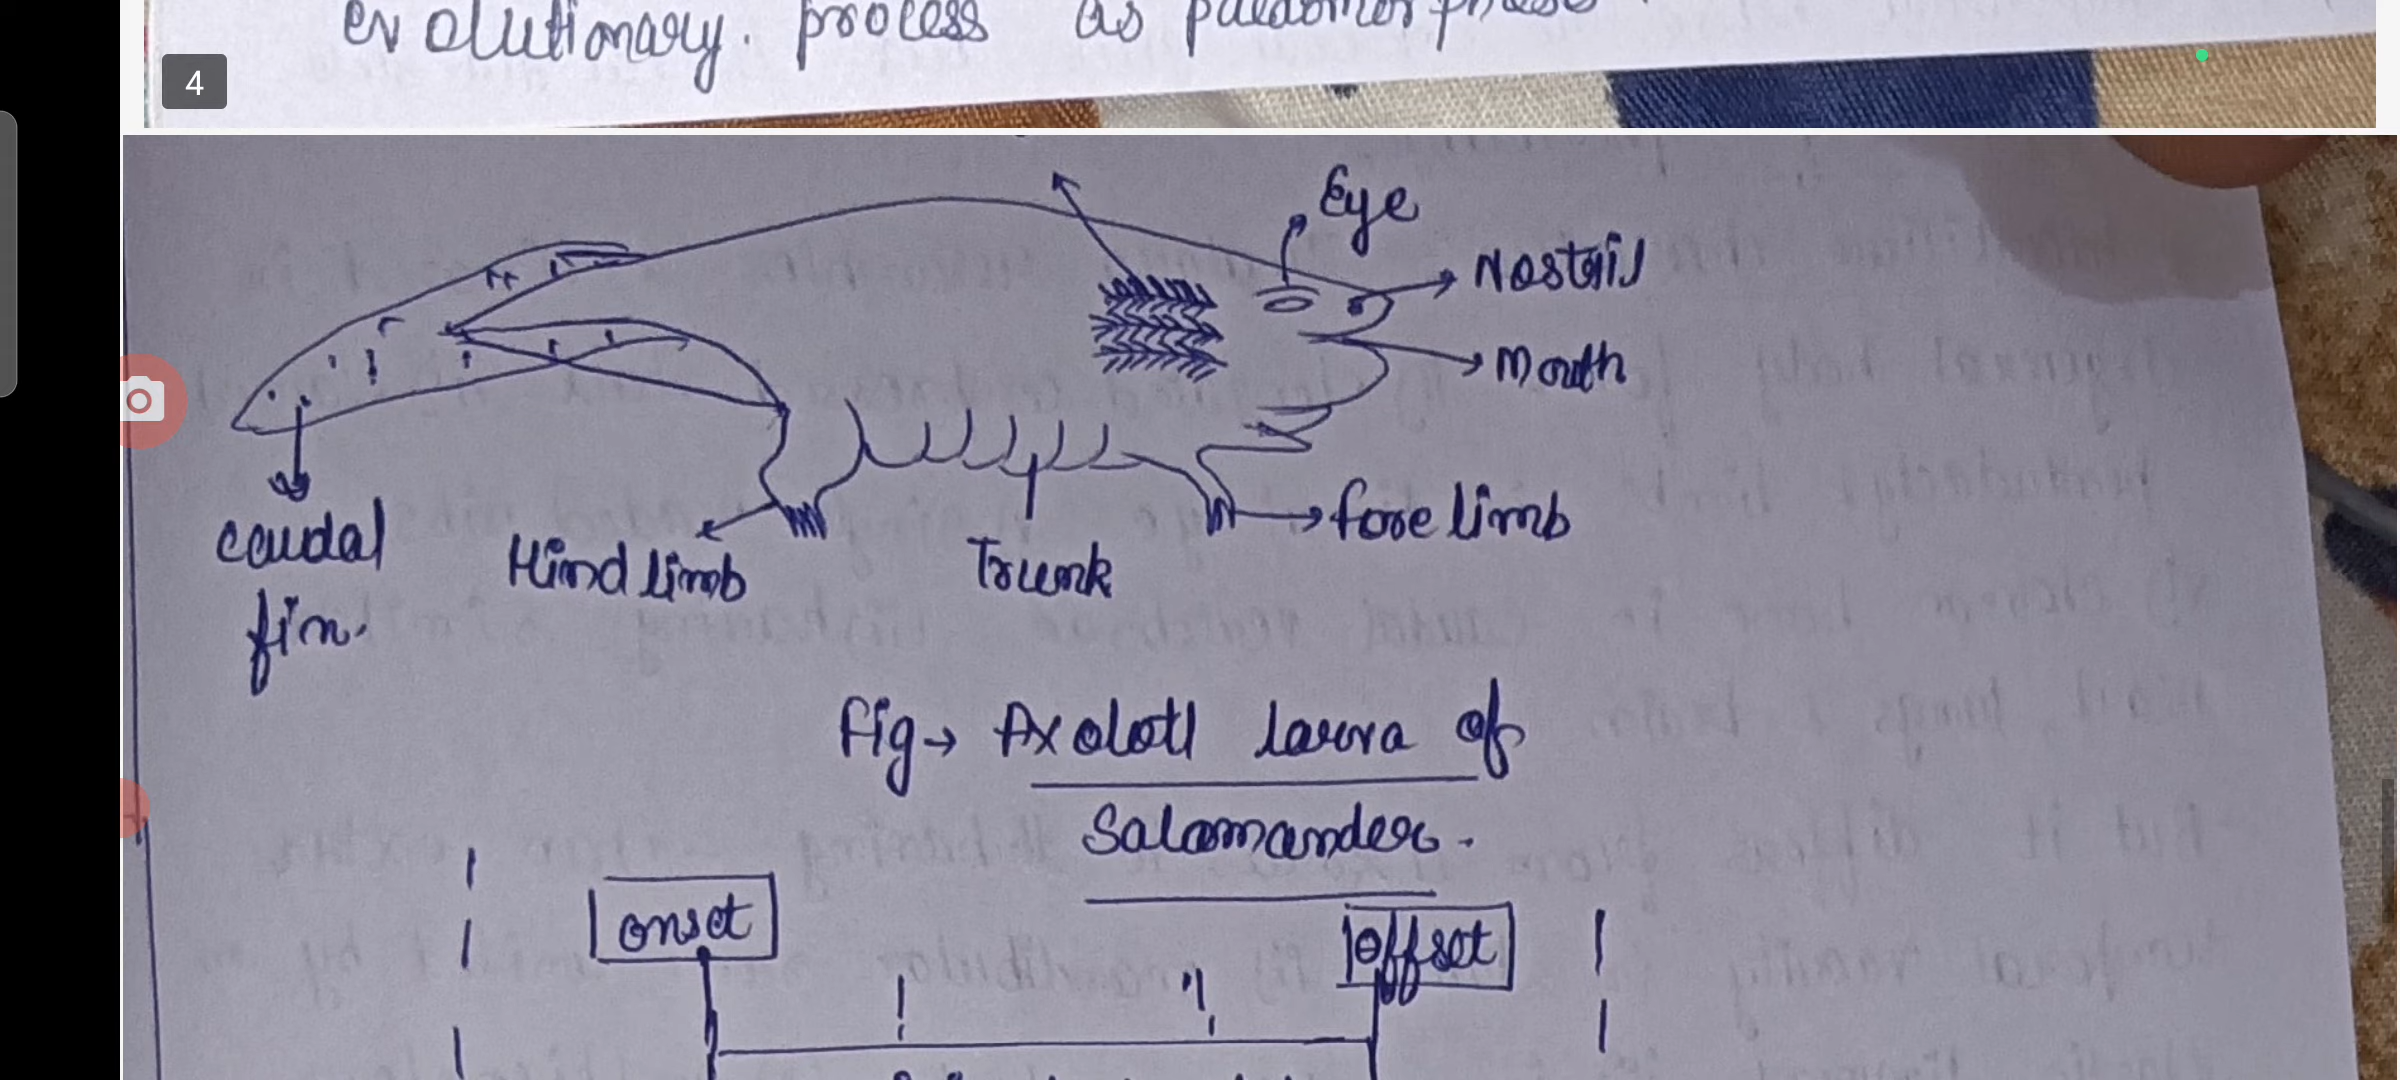 evolutionary. process as paedomorphosis.
4
Eye
Nostril
Mouth
fore limb
Trunk
Hind limb
caudal
fin.
Fig → Axolotl larva of
Salamander.
onset
offset